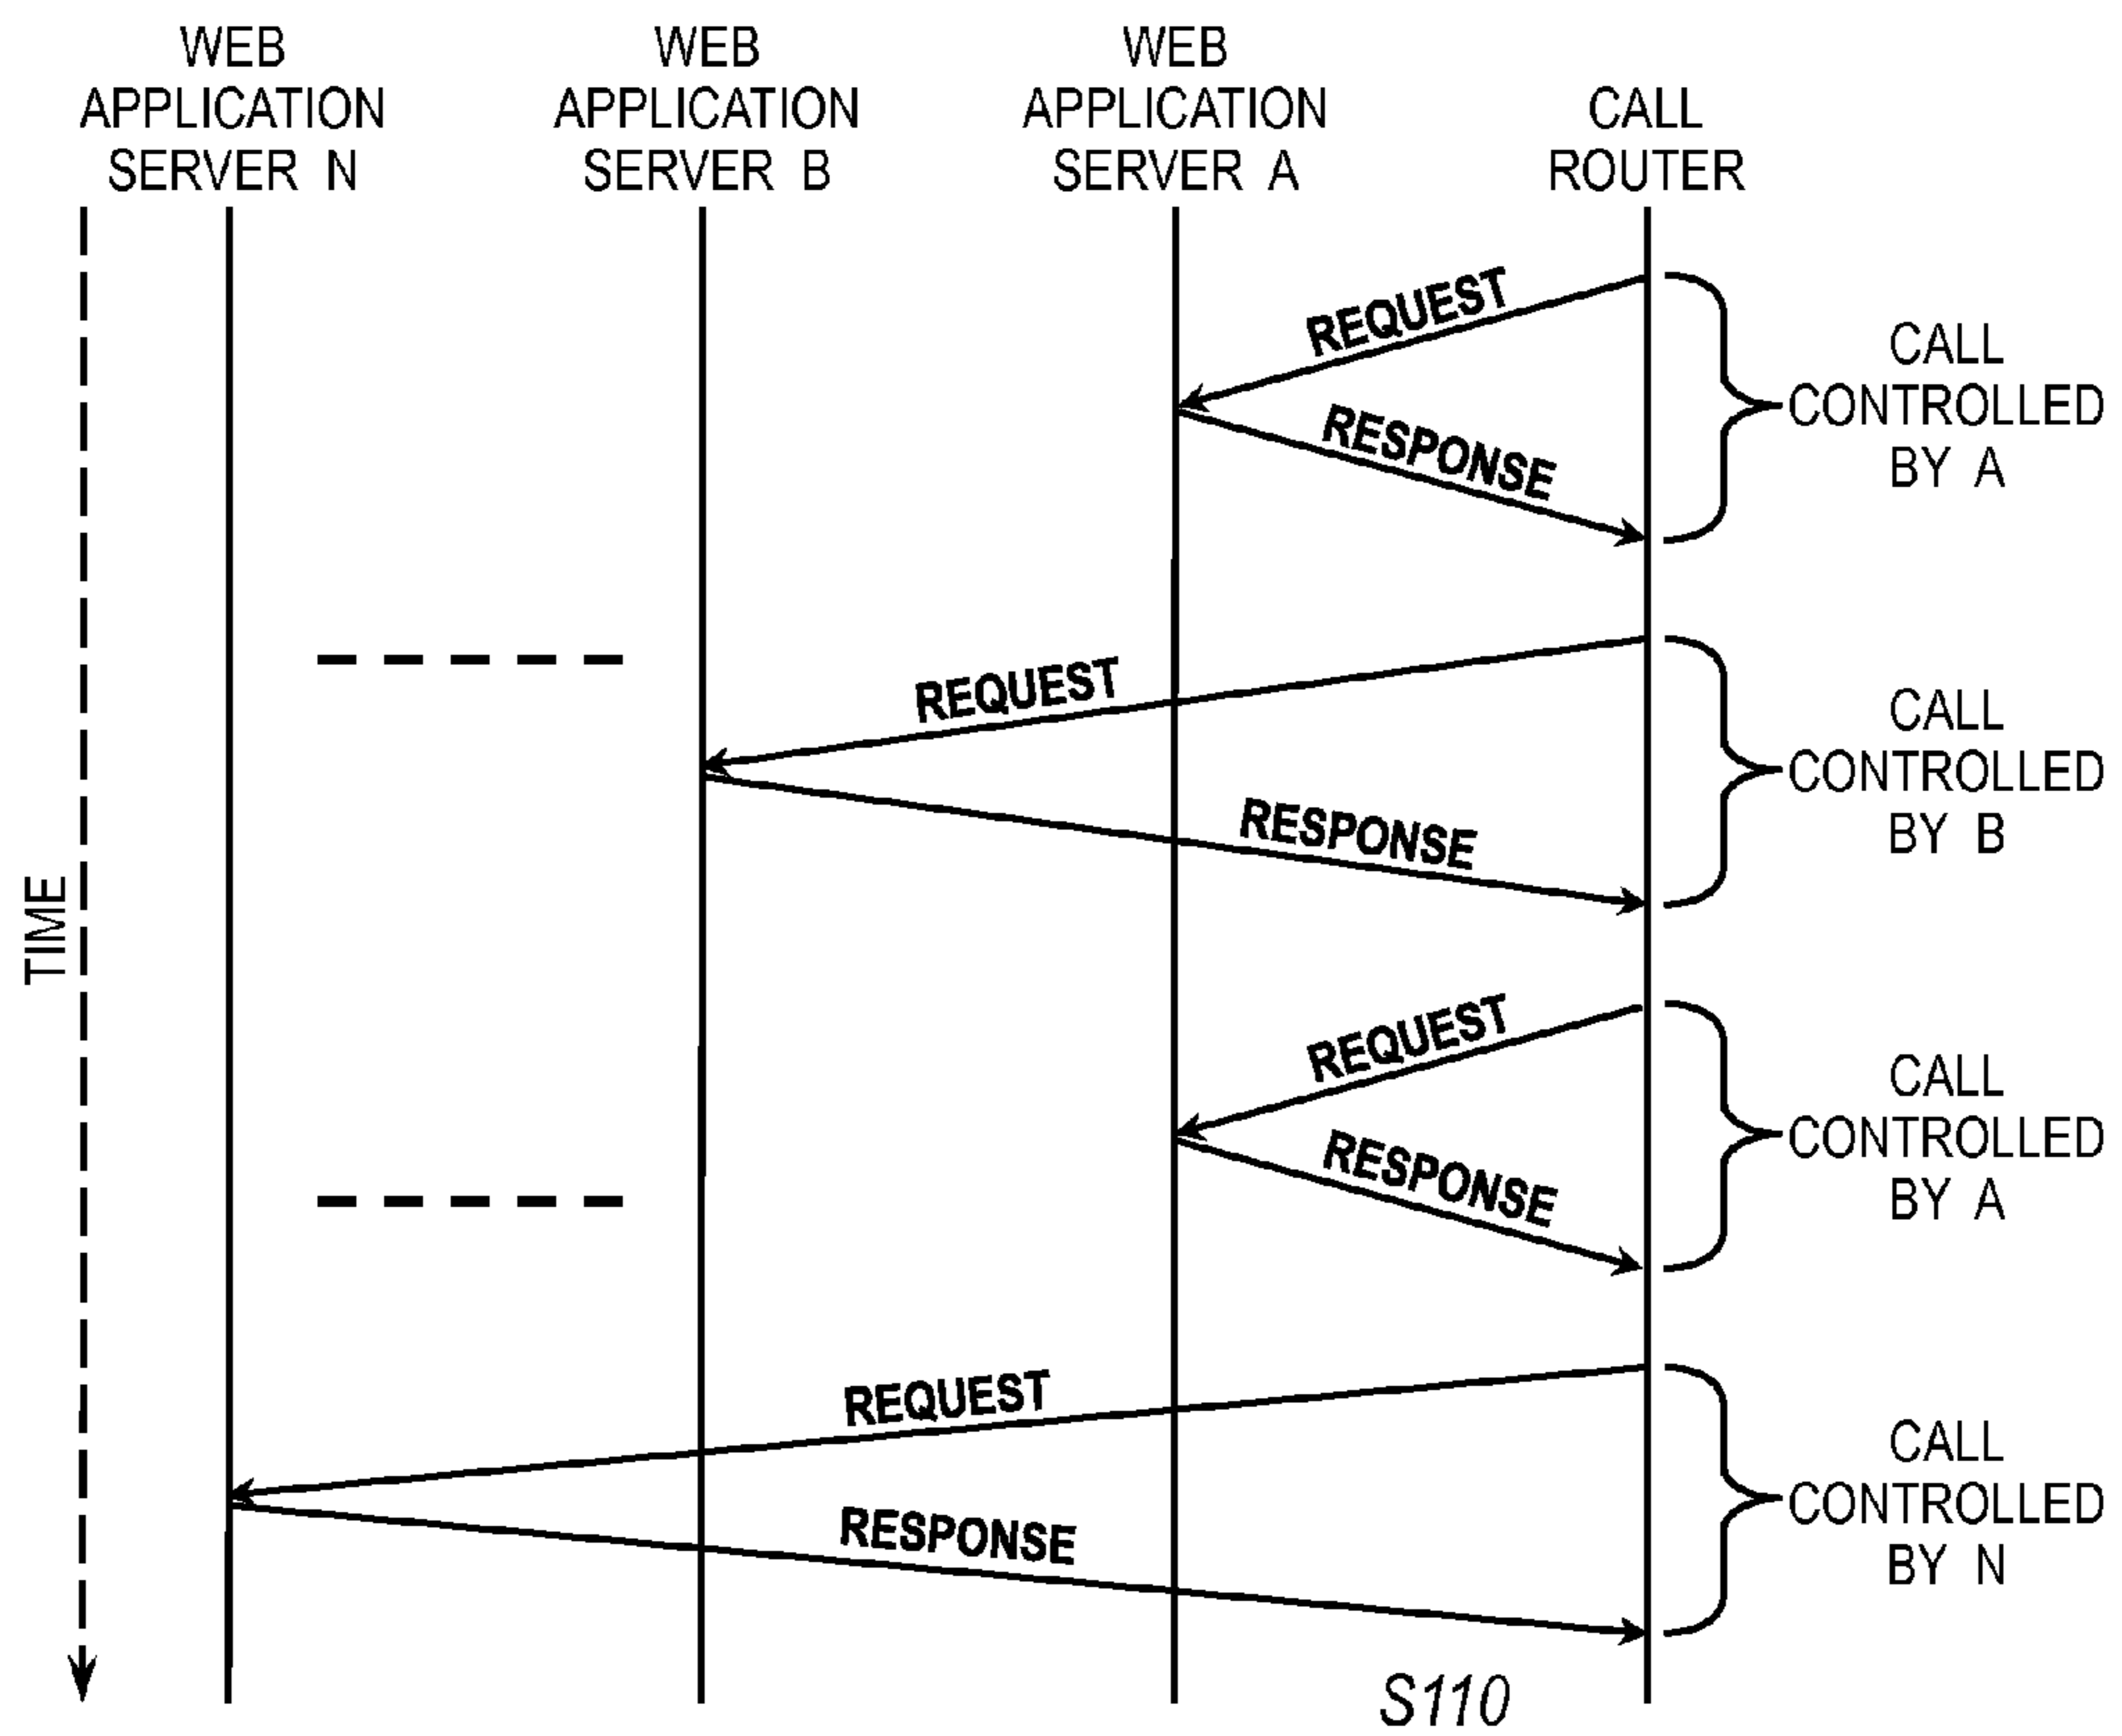 WEB
APPLICATION
SERVER N
WEB
APPLICATION
SERVER B
WEB
APPLICATION
SERVER A
CALL
ROUTER
REQUEST
RESPONSE
CALL
CONTROLLED
BY A
REQUEST
RESPONSE
CALL
CONTROLLED
BY B
TIME
REQUEST
RESPONSE
CALL
CONTROLLED
BY A
REQUEST
RESPONSE
CALL
CONTROLLED
BY N
S110